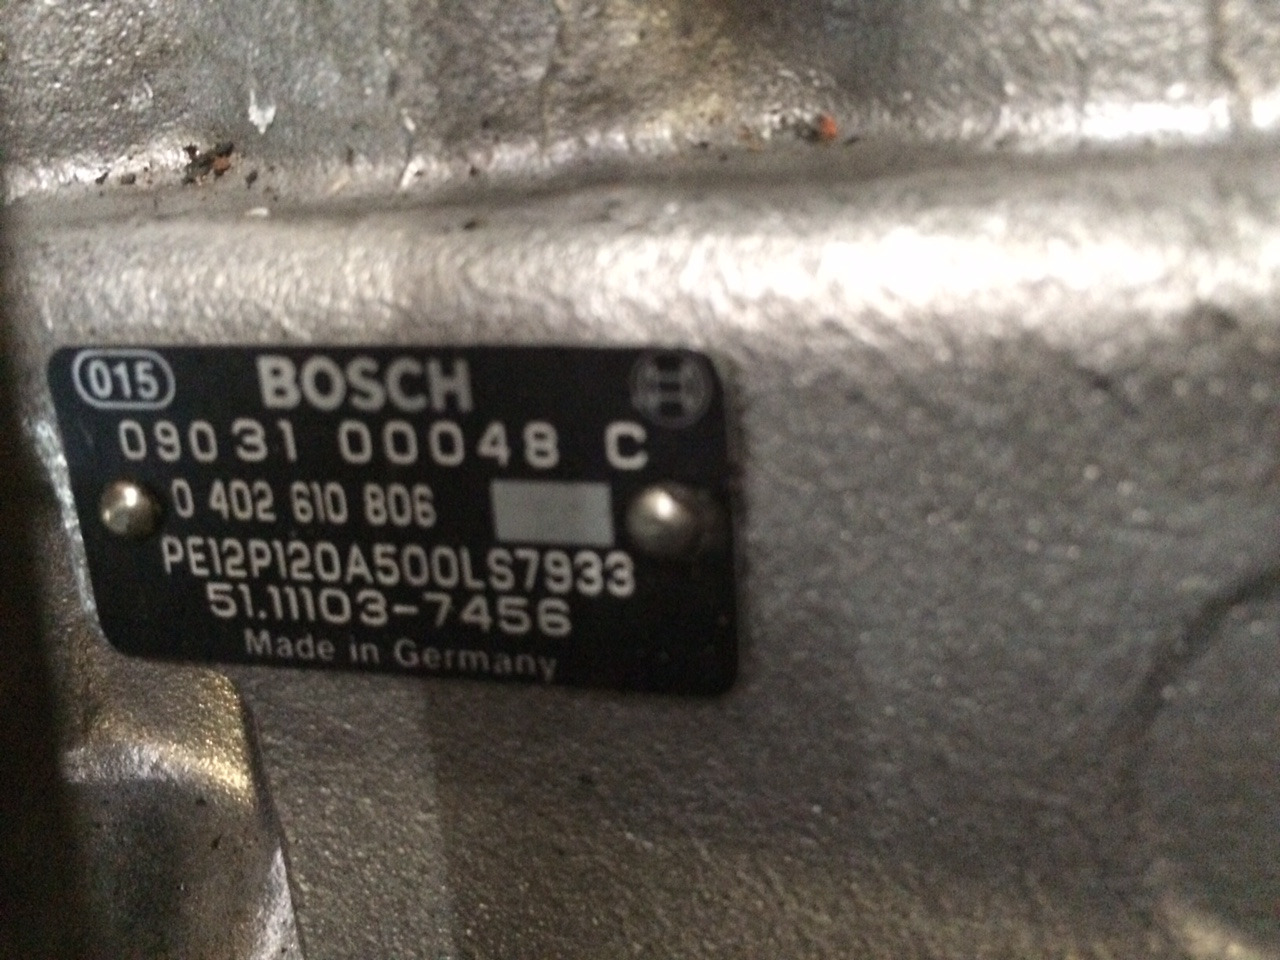 015 BOSCH
09031 00048 C
0 402 610 806
PE12P120A500LS7933
51.11103-7456
Made in Germany